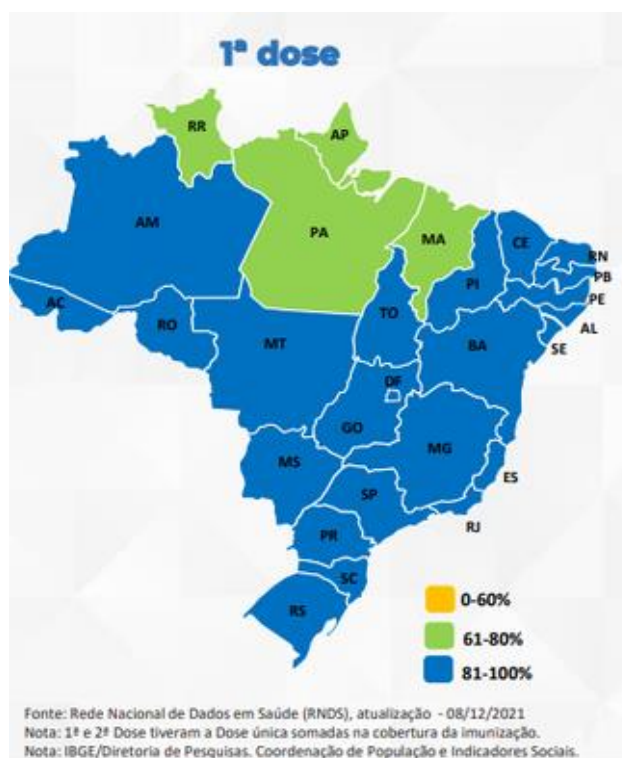 1ª dose
RR
AP
AM
PA
MA
CE
RN
PB
PE
AL
SE
PI
AC
RO
TO
MT
BA
DF
GO
MG
MS
ES
SP
RJ
PR
SC
RS
0-60%
61-80%
81-100%
Fonte: Rede Nacional de Dados em Saúde (RNDS), atualização - 08/12/2021
Nota: 1ª e 2ª Dose tiveram a Dose única somadas na cobertura da imunização.
Nota: IBGE/Diretoria de Pesquisas. Coordenação de População e Indicadores Sociais.